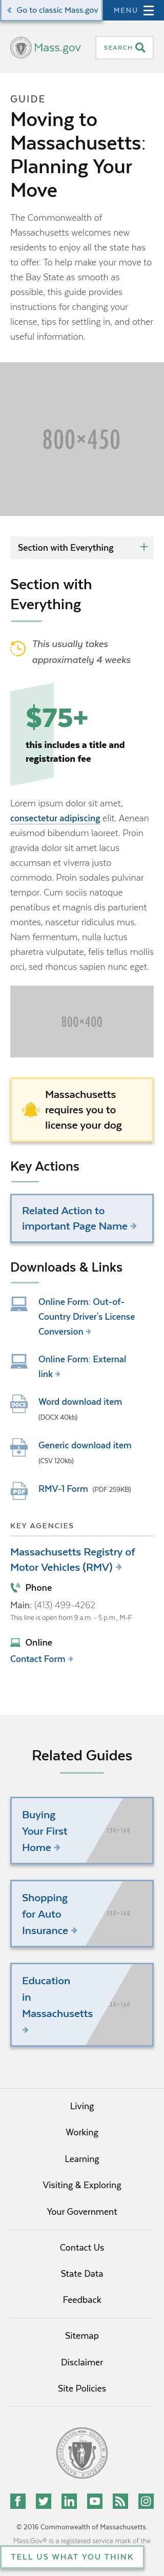 Go to classic Mass.gov
MENU
Mass.gov
SEARCH
GUIDE
Moving to
Massachusetts:
Planning Your
Move
The Commonwealth of
Massachusetts welcomes new
residents to enjoy all the state has
to offer. To help make your move to
the Bay State as smooth as
possible, this guide provides
instructions for changing your
license, tips for settling in, and other
useful information.
800×450
Section with Everything
Section with
Everything
This usually takes
approximately 4 weeks
$75+
this includes a title and
registration fee
Lorem ipsum dolor sit amet,
consectetur adipiscing elit. Aenean
euismod bibendum laoreet. Proin
gravida dolor sit amet lacus
accumsan et viverra justo
commodo. Proin sodales pulvinar
tempor. Cum sociis natoque
penatibus et magnis dis parturient
montes, nascetur ridiculus mus.
Nam fermentum, nulla luctus
pharetra vulputate, felis tellus mollis
orci, sed rhoncus sapien nunc eget.
800×400
Massachusetts
requires you to
license your dog
Key Actions
Related Action to
important Page Name
Downloads & Links
Online Form: Out-of-
Country Driver's License
Conversion
Online Form: External
link
DOCX
Word download item
(DOCX 40kb)
Generic download item
(CSV 120kb)
PDF
RMV-1 Form (PDF 259KB)
KEY AGENCIES
Massachusetts Registry of
Motor Vehicles (RMV)
Phone
Main: (413) 499-4262
This line is open from 9 a.m. - 5 p.m., M-F
Online
Contact Form
Related Guides
Buying
Your First
Home
Shopping
for Auto
Insurance
Education
in
Massachusetts
Living
Working
Learning
Visiting & Exploring
Your Government
Contact Us
State Data
Feedback
Sitemap
Disclaimer
Site Policies
© 2016 Commonwealth of Massachusetts.
Mass.Gov® is a registered service mark of the
TELL US WHAT YOU THINK